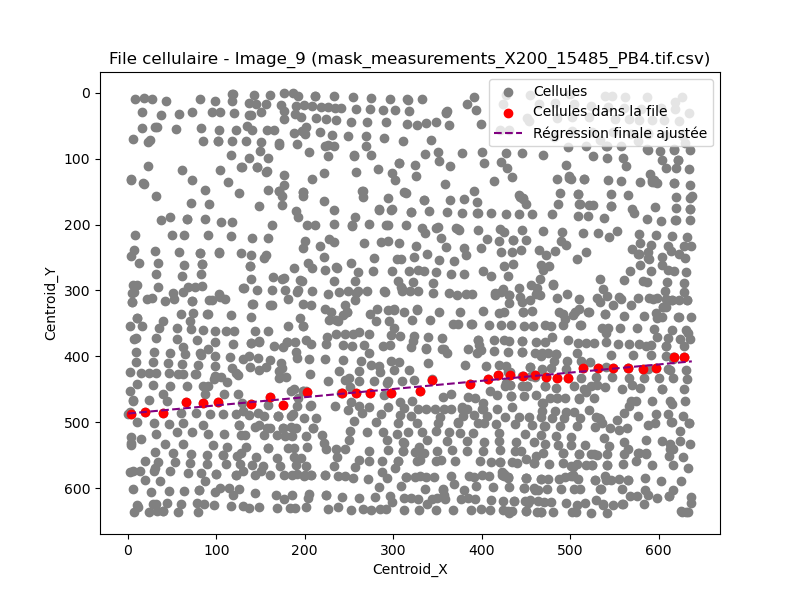 File cellulaire - Image_9 (mask_measurements_X200_15485_PB4.tif.csv)
Cellules
Cellules dans la file
Régression finale ajustée
0
100
200
300
400
500
600
Centroid_Y
0 100 200 300 400 500 600
Centroid_X